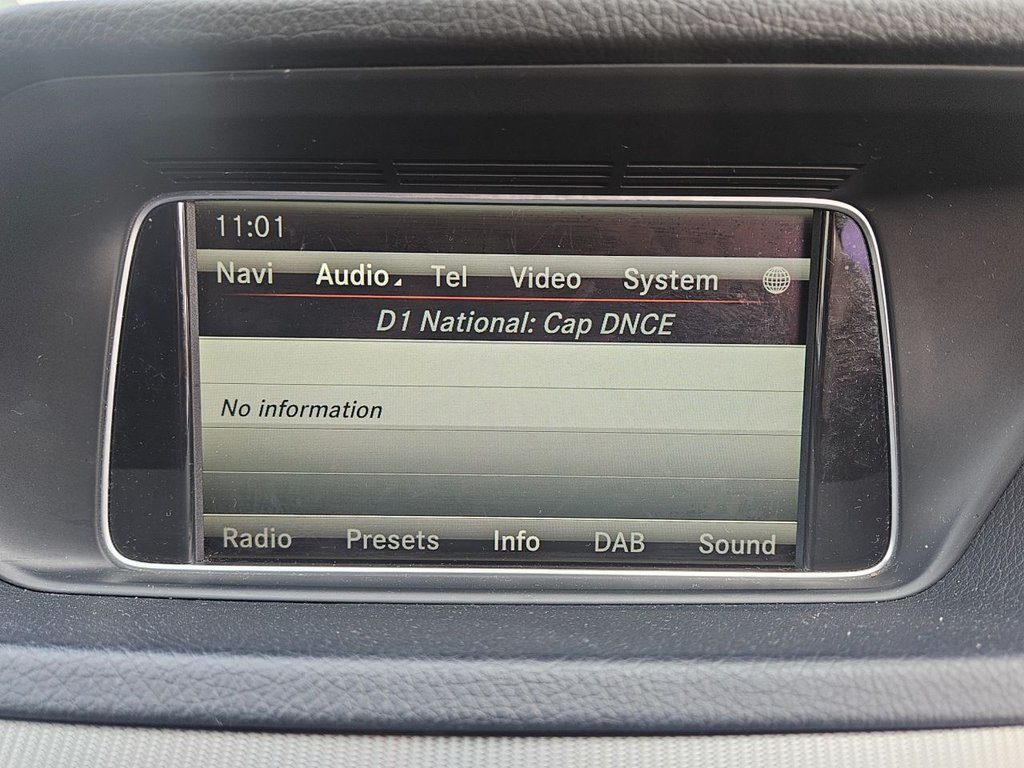 11:01
Navi Audio Tel Video System
D1 National: Cap DNCE
No information
Radio Presets Info DAB Sound